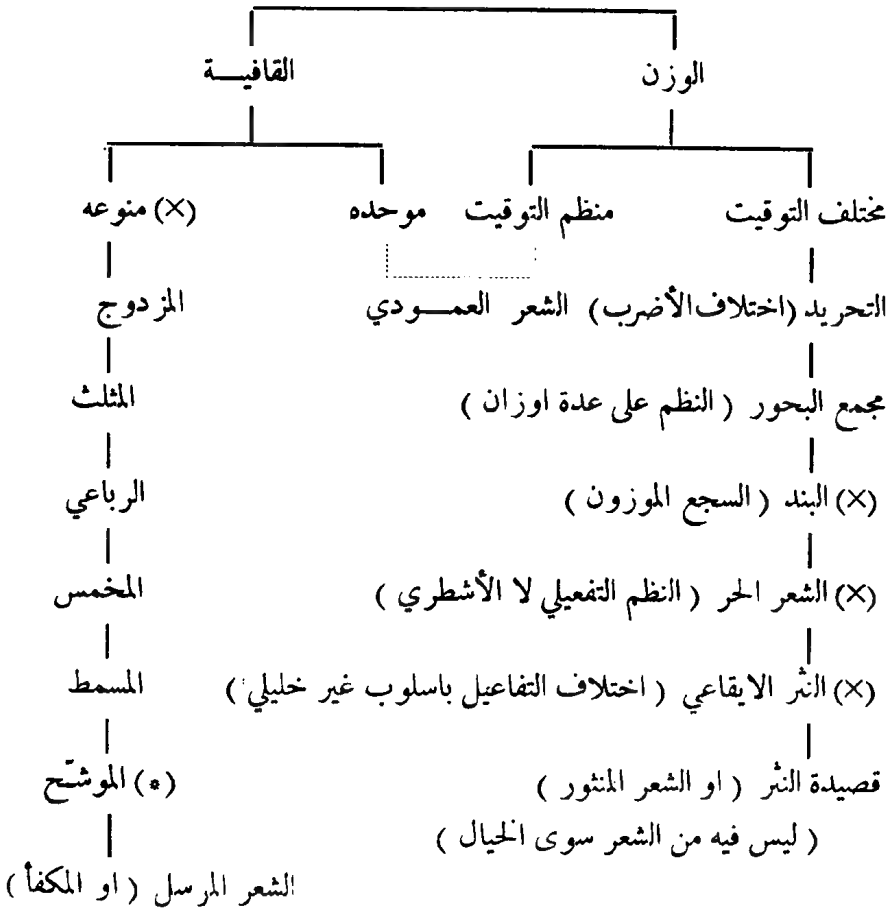 الوزن القافيـــة
مختلف التوقيت منظم التوقيت موحده (×) منوعه
التحريد (اختلاف الأضرب) الشعر العمـــودي المزدوج
مجمع البحور ( النظم على عدة اوزان ) المثلث
(×) البند ( السجع الموزون ) الرباعي
(×) الشعر الحر ( النظم التفعيلي لا الأشطري ) المخمس
(×) النثر الايقاعي ( اختلاف التفاعيل باسلوب غير خليلي ) المسمط
قصيدة النثر ( او الشعر المنثور ) (*) الموشّح
( ليس فيه من الشعر سوى الخيال )
الشعر المرسل ( او المكفأ )